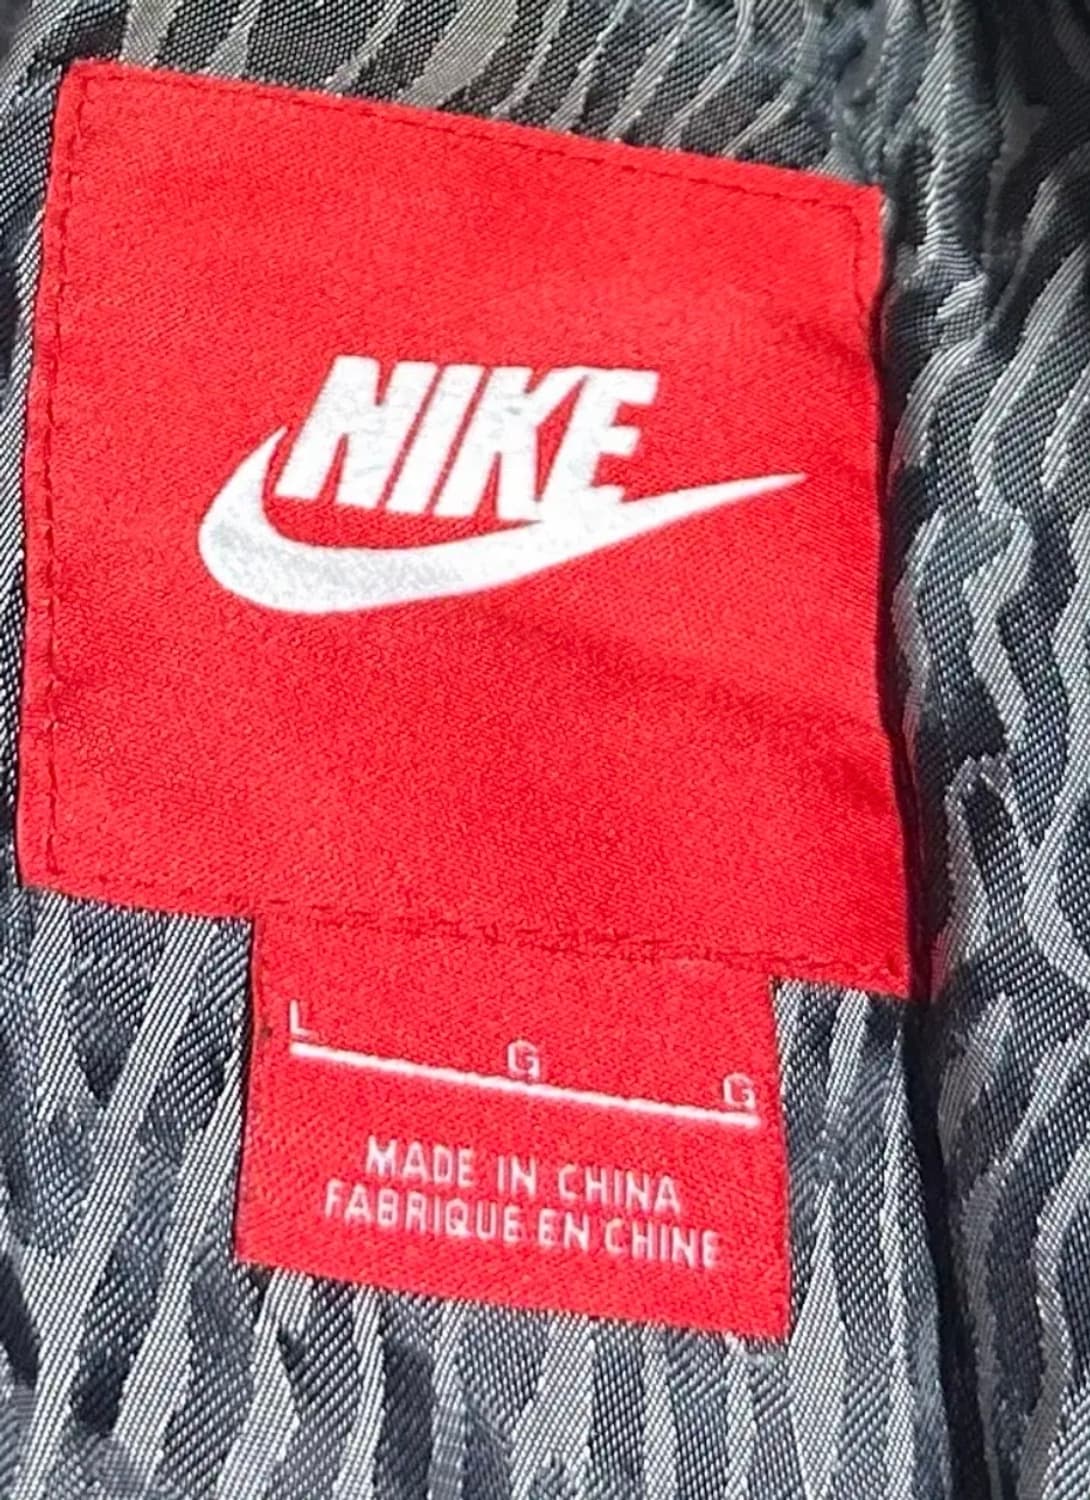 NIKE
L G G
MADE IN CHINA
FABRIQUE EN CHINE